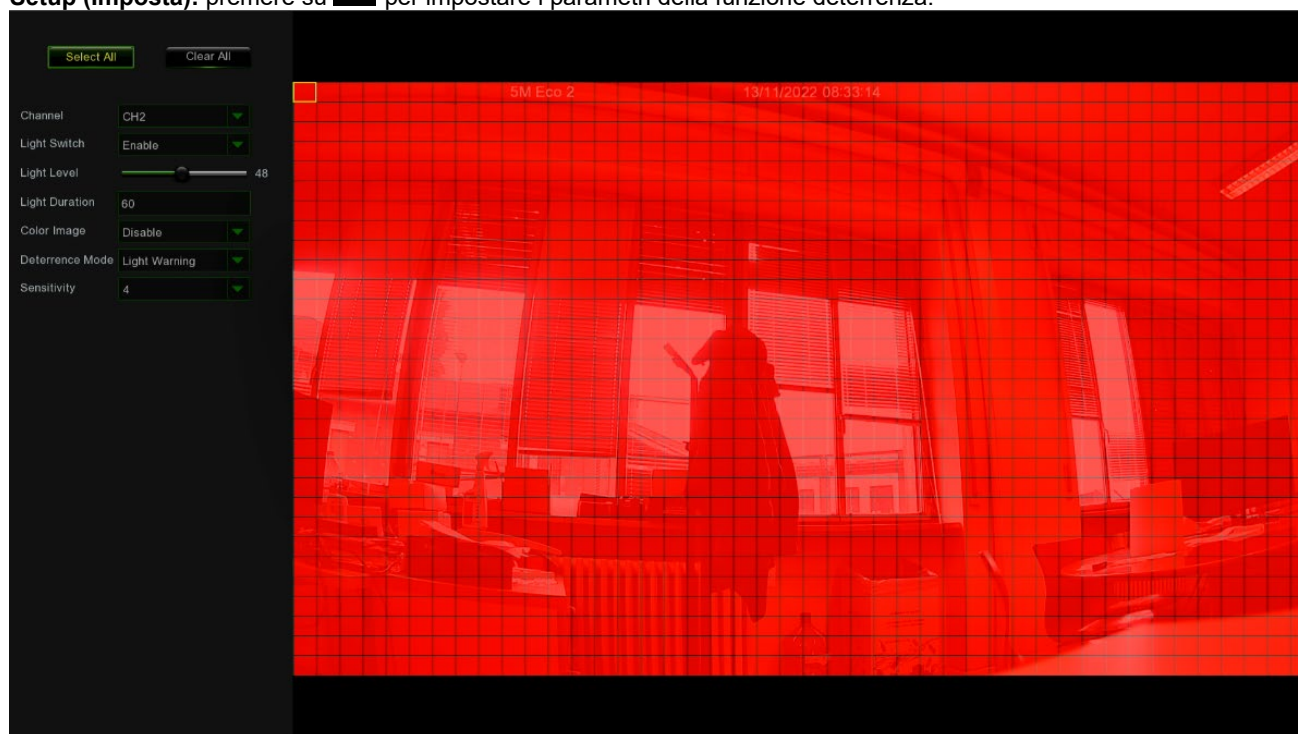 Setup (Imposta): premere su per impostare i parametri della funzione deterrenza.
Select All Clear All
5M Eco 2 13/11/2022 08:33:14
Channel CH2
Light Switch Enable
Light Level 48
Light Duration 60
Color Image Disable
Deterrence Mode Light Warning
Sensitivity 4